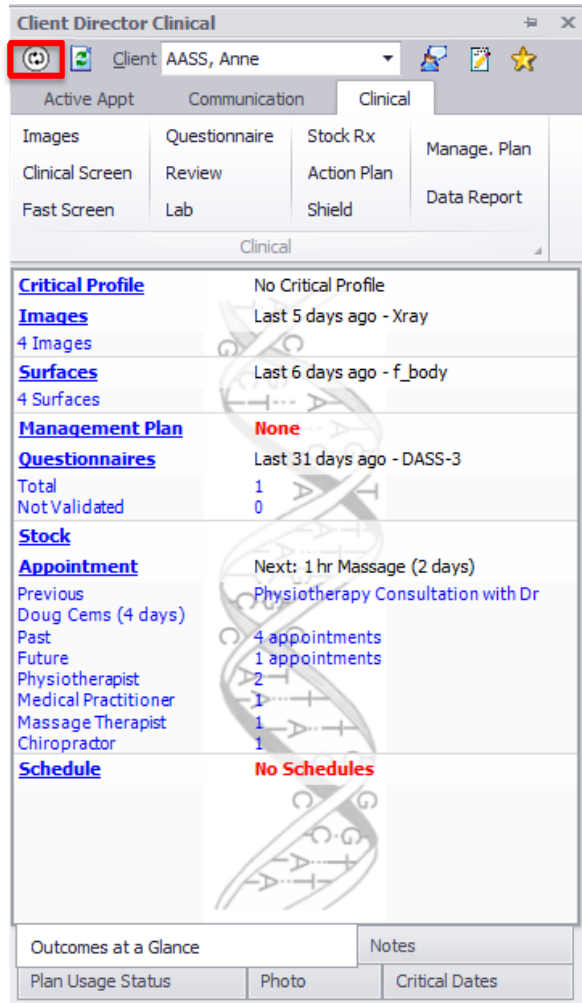 Client Director Clinical
Client AASS, Anne
Active Appt Communication Clinical
Images Questionnaire Stock Rx Manage. Plan
Clinical Screen Review Action Plan Data Report
Fast Screen Lab Shield
Clinical
Critical Profile No Critical Profile
Images Last 5 days ago - Xray
4 Images
Surfaces Last 6 days ago - f_body
4 Surfaces
Management Plan None
Questionnaires Last 31 days ago - DASS-3
Total 1
Not Validated 0
Stock
Appointment Next: 1 hr Massage (2 days)
Previous Physiotherapy Consultation with Dr
Doug Cems (4 days)
Past 4 appointments
Future 1 appointments
Physiotherapist 2
Medical Practitioner 1
Massage Therapist 1
Chiropractor 1
Schedule No Schedules
Outcomes at a Glance Notes
Plan Usage Status Photo Critical Dates